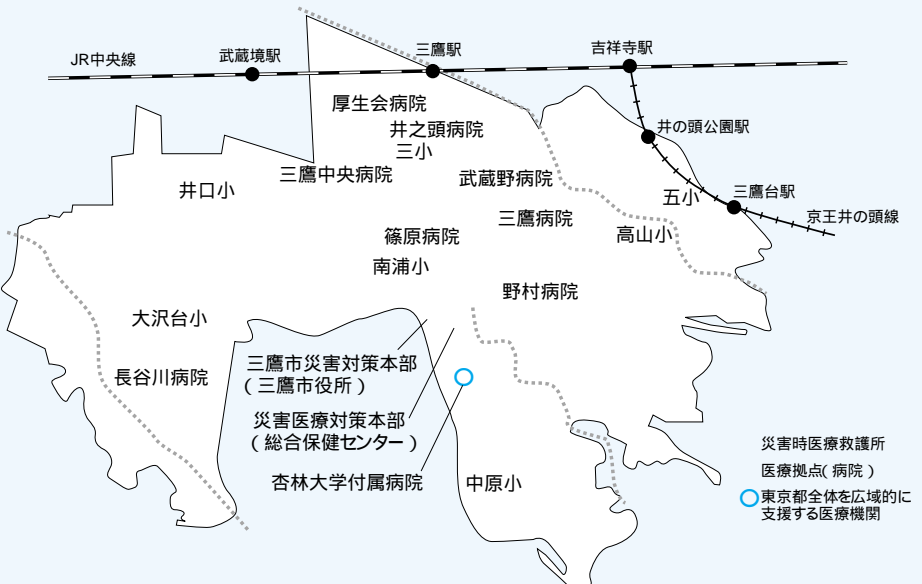 吉祥寺駅
三鷹駅
武蔵境駅
JR中央線
厚生会病院
井之頭病院
井の頭公園駅
三小
三鷹中央病院
武蔵野病院
井口小
五小
三鷹台駅
京王井の頭線
三鷹病院
高山小
篠原病院
南浦小
野村病院
大沢台小
三鷹市災害対策本部
(三鷹市役所)
長谷川病院
災害医療対策本部
(総合保健センター)
杏林大学付属病院
中原小
災害時医療救護所
医療拠点(病院)
東京都全体を広域的に
支援する医療機関